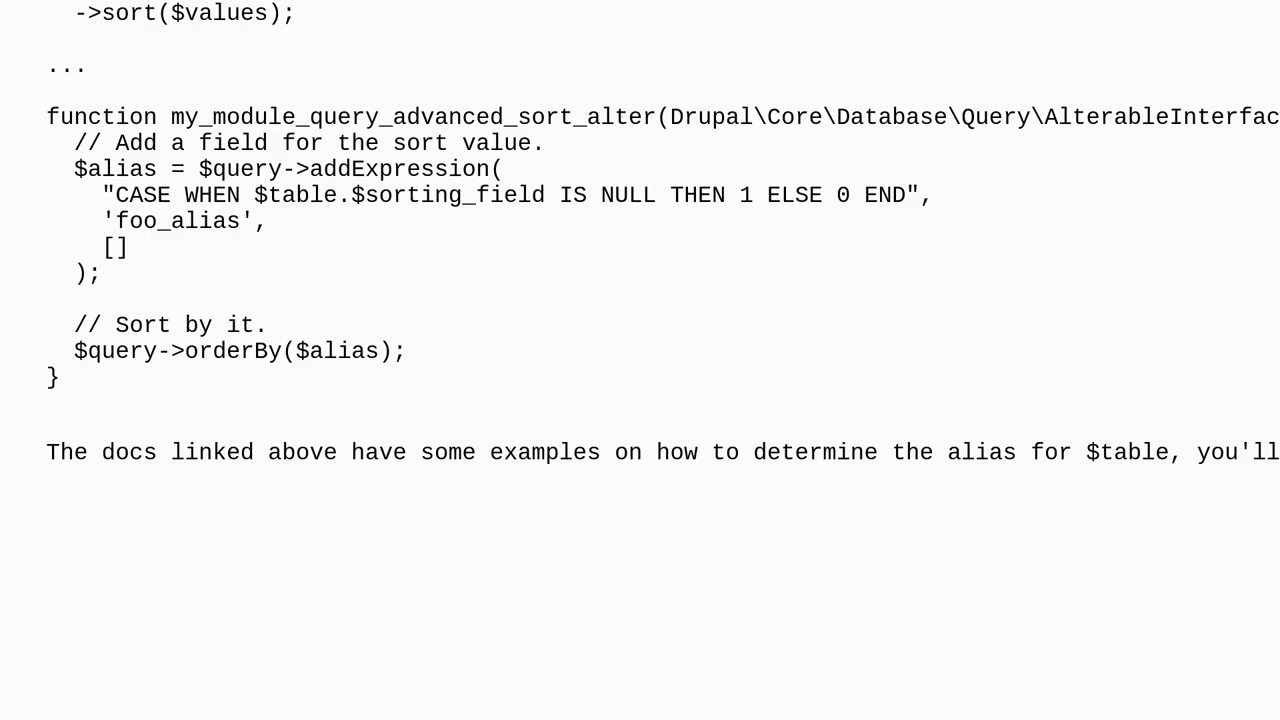 ->sort($values);
...
function my_module_query_advanced_sort_alter(Drupal\Core\Database\Query\AlterableInterfac
// Add a field for the sort value.
$alias = $query->addExpression(
"CASE WHEN $table.$sorting_field IS NULL THEN 1 ELSE 0 END",
'foo_alias',
[]
);
// Sort by it.
$query->orderBy($alias);
}
The docs linked above have some examples on how to determine the alias for $table, you'll